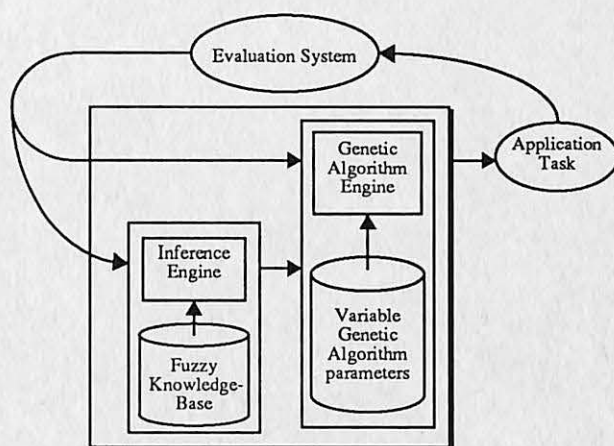 Evaluation System
Application
Task
Genetic
Algorithm
Engine
Inference
Engine
Variable
Genetic
Algorithm
parameters
Fuzzy
Knowledge-
Base